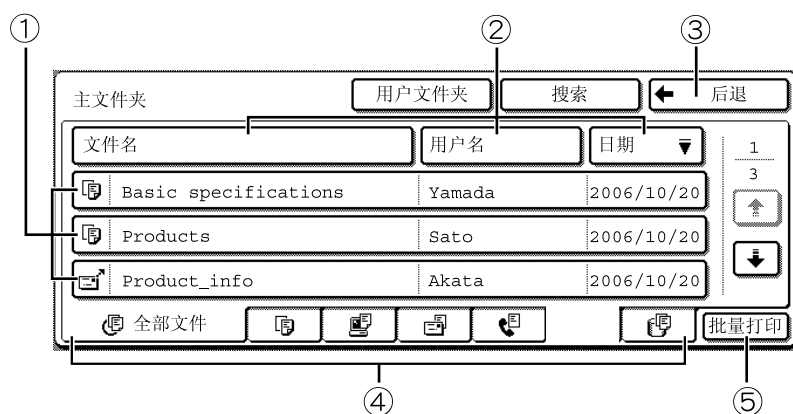 ① ② ③
主文件夹 用户文件夹 搜索 后退
文件名 用户名 日期
1
3
Basic specifications Yamada 2006/10/20
Products Sato 2006/10/20
Product_info Akata 2006/10/20
全部文件 批量打印
④ ⑤